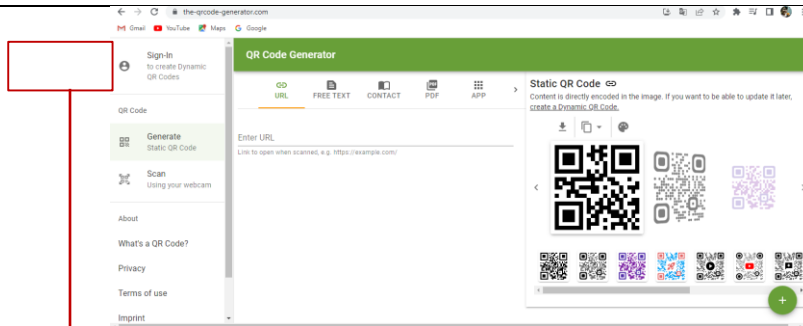 the-qrcode-generator.com
Gmail YouTube Maps Google
Sign-In
to create Dynamic
QR Codes
QR Code
Generate
Static QR Code
Scan
Using your webcam
About
What's a QR Code?
Privacy
Terms of use
Imprint
QR Code Generator
URL FREE TEXT CONTACT PDF APP
Enter URL
Link to open when scanned, e.g. https://example.com/
Static QR Code
Content is directly encoded in the image. If you want to be able to update it later,
create a Dynamic QR Code.